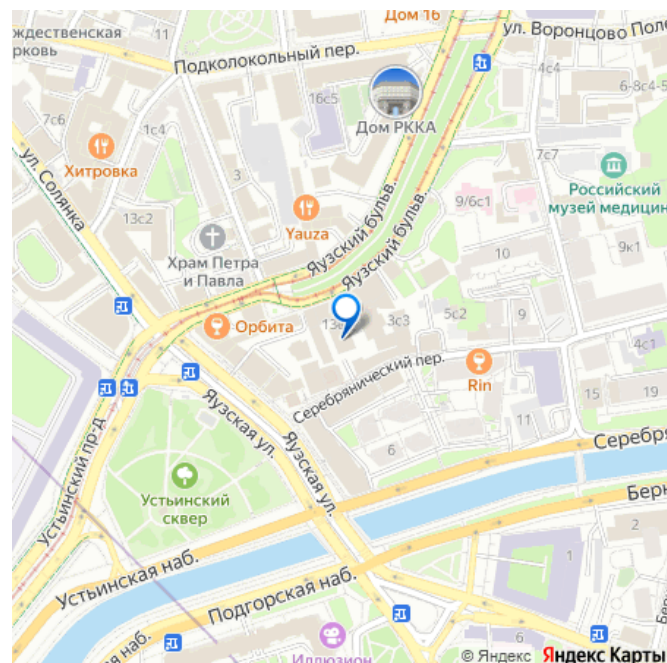 Дом 16
ул. Воронцово Поле
ждественская
рковь
11
Подколокольный пер.
4с4
6-8с4-5
7с6
16с5
Дом РККА
1с4
Хитровка
3
7с7
Российский
музей медицины
ул. Солянка
13с2
Yauza
9/6с1
Яузский бульв.
Яузский бульв.
Храм Петра
и Павла
10
9к1
Орбита
3с3
5с2
9
4с1
Серебрянический пер.
Rin
15
19
11
6
Яузская ул.
Яузская ул.
Устьинский пр-д
Устьинский
сквер
Серебря
Берн
2
1
Устьинская наб.
Подгорская наб.
ая наб.
Иллюзион
6
5
© Яндекс Яндекс Карты